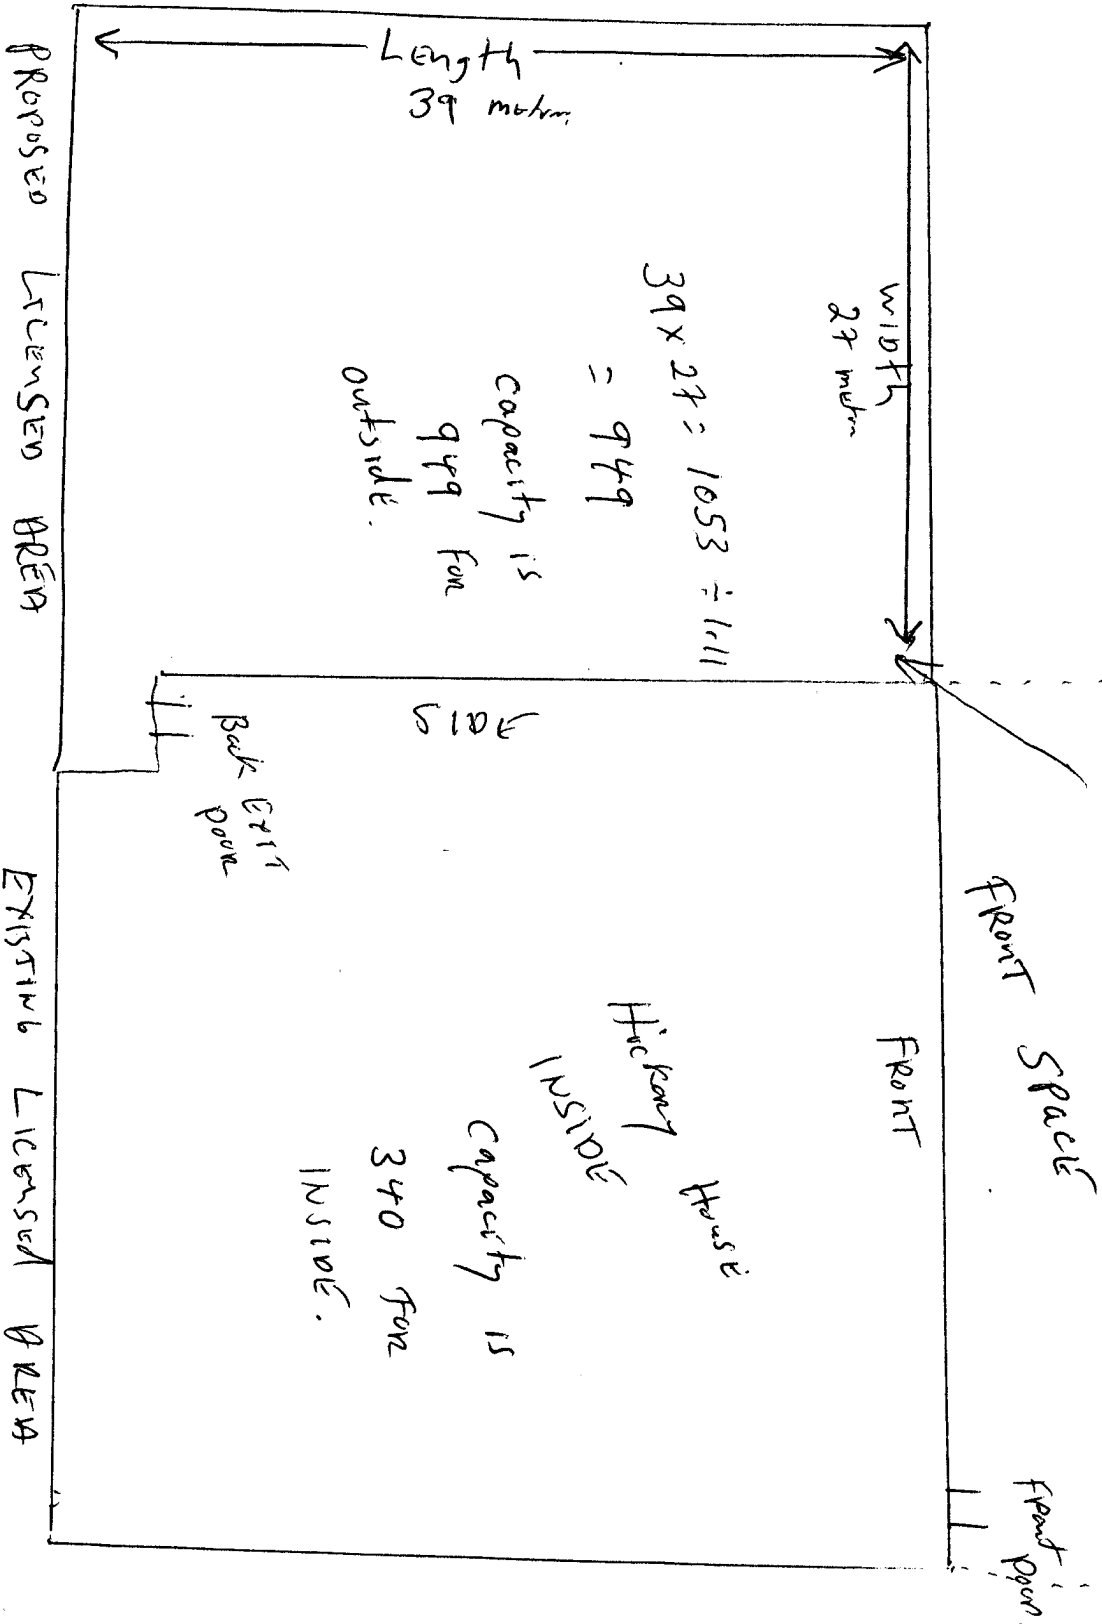 Length
39
WIDTH
27
39 x 27 = 1053 ÷ 1.11
= 949
Capacity is
949 for
outside.
PROPOSED LICENSED AREA
SIDE
Back EXIT
DOOR
FRONT SPACE
FRONT
Hickory House
INSIDE
Capacity is
340 for
INSIDE.
EXISTING LICENSED AREA
Front Door